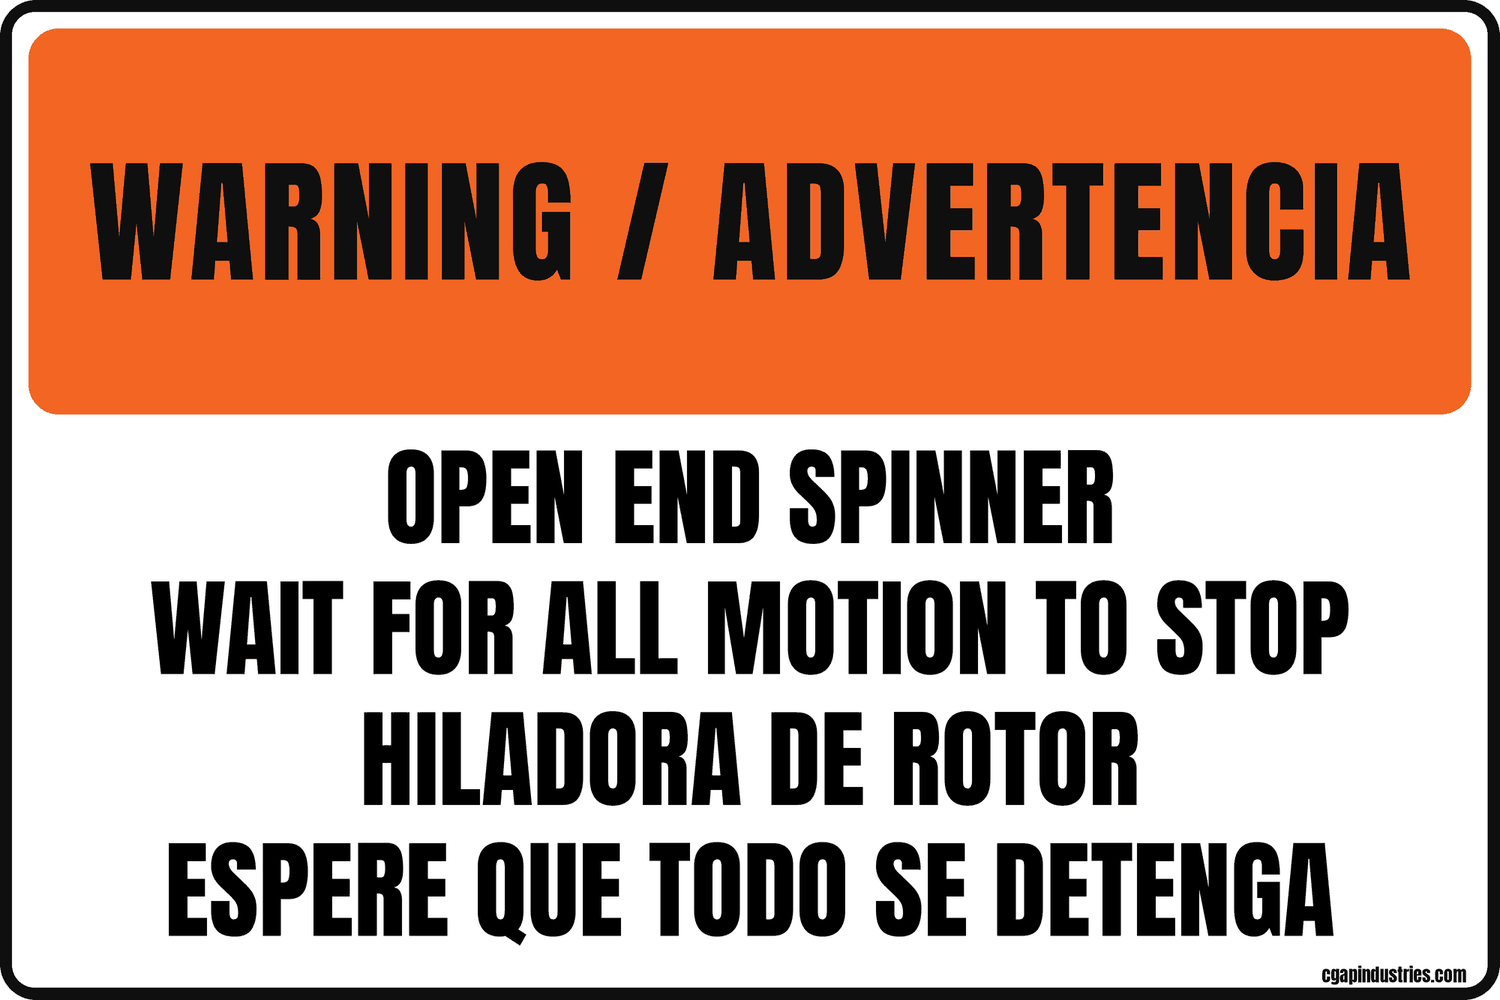 WARNING / ADVERTENCIA
OPEN END SPINNER
WAIT FOR ALL MOTION TO STOP
HILADORA DE ROTOR
ESPERE QUE TODO SE DETENGA
cgapindustries.com